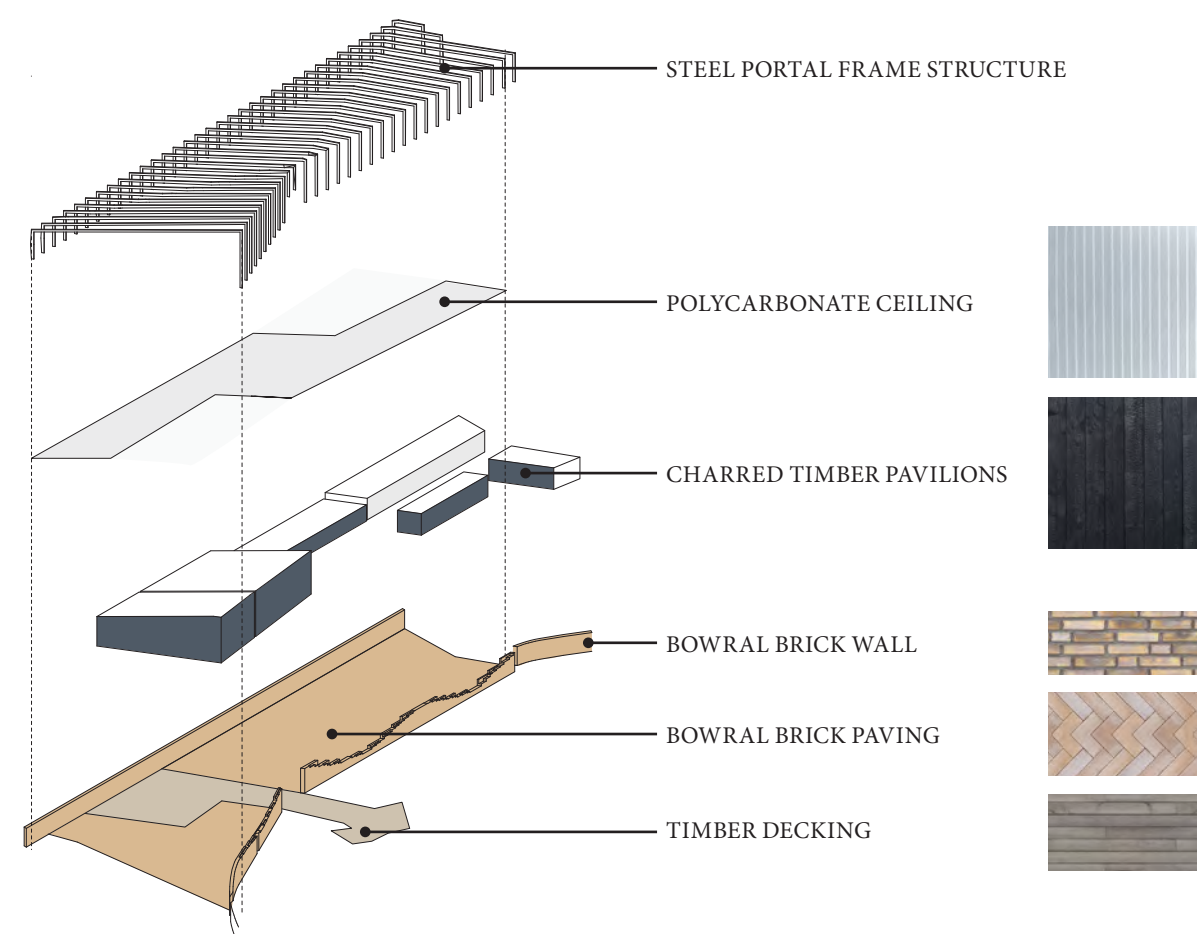 STEEL PORTAL FRAME STRUCTURE
POLYCARBONATE CEILING
CHARRED TIMBER PAVILIONS
BOWRAL BRICK WALL
BOWRAL BRICK PAVING
TIMBER DECKING